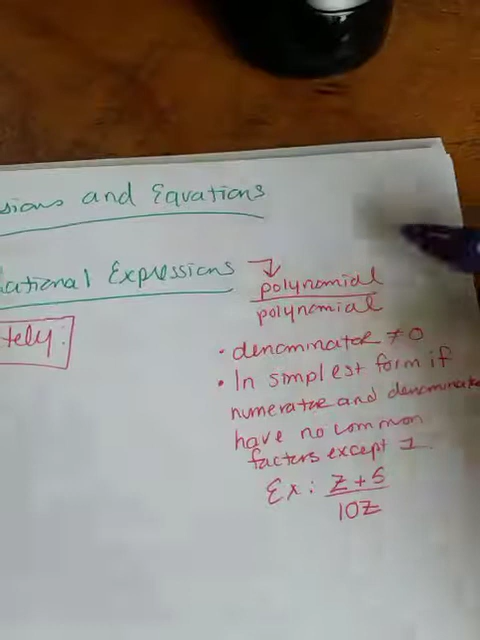 sions and Equations
ational Expressions
polynomial
polynomial
tely:
• denominator ≠ 0
• In simplest form if
numerator and denominator
have no common
factors except 1.
Ex: z + 5
10z